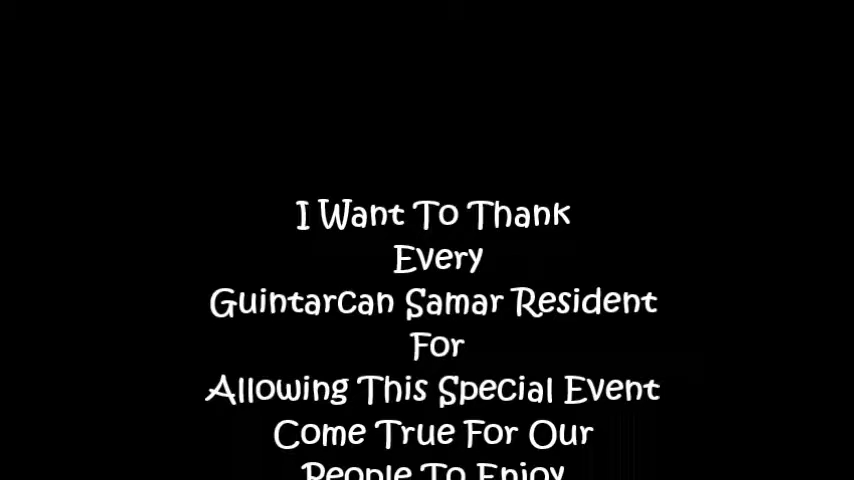 I Want To Thank
Every
Guintarcan Samar Resident
For
Allowing This Special Event
Come True For Our
People To Enjoy